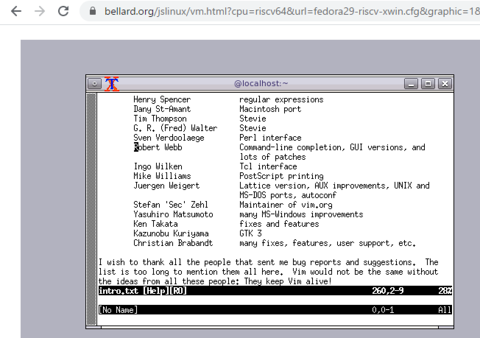 bellard.org/jslinux/vm.html?cpu=riscv64&url=fedora29-riscv-xwin.cfg&graphic=1&
@localhost:~
Henry Spencer regular expressions
Dany St-Amant Macintosh port
Tim Thompson Stevie
G. R. (Fred) Walter Stevie
Sven Verdoolaege Perl interface
Robert Webb Command-line completion, GUI versions, and
lots of patches
Ingo Wilken Tcl interface
Mike Williams PostScript printing
Juergen Weigert Lattice version, AUX improvements, UNIX and
MS-DOS ports, autoconf
Stefan 'Sec' Zehl Maintainer of vim.org
Yasuhiro Matsumoto many MS-Windows improvements
Ken Takata fixes and features
Kazunobu Kuriyama GTK 3
Christian Brabandt many fixes, features, user support, etc.
I wish to thank all the people that sent me bug reports and suggestions. The
list is too long to mention them all here. Vim would not be the same without
the ideas from all these people: They keep Vim alive!
intro.txt [Help][RO] 260,2-9 28%
[No Name] 0,0-1 All